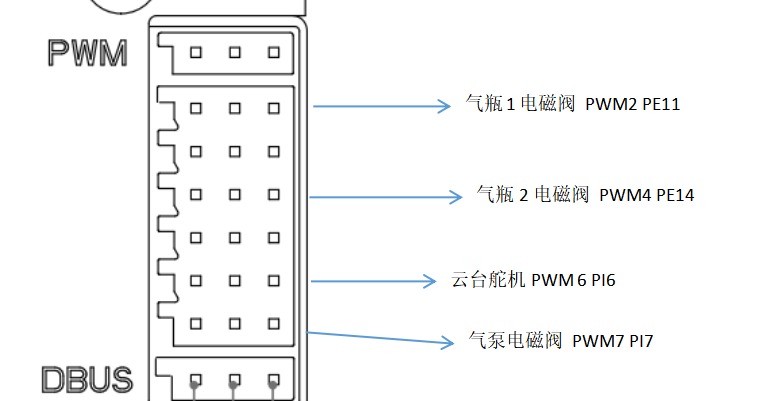 PWM
气瓶1电磁阀 PWM2 PE11
气瓶2电磁阀 PWM4 PE14
云台舵机 PWM 6 PI6
气泵电磁阀 PWM7 PI7
DBUS